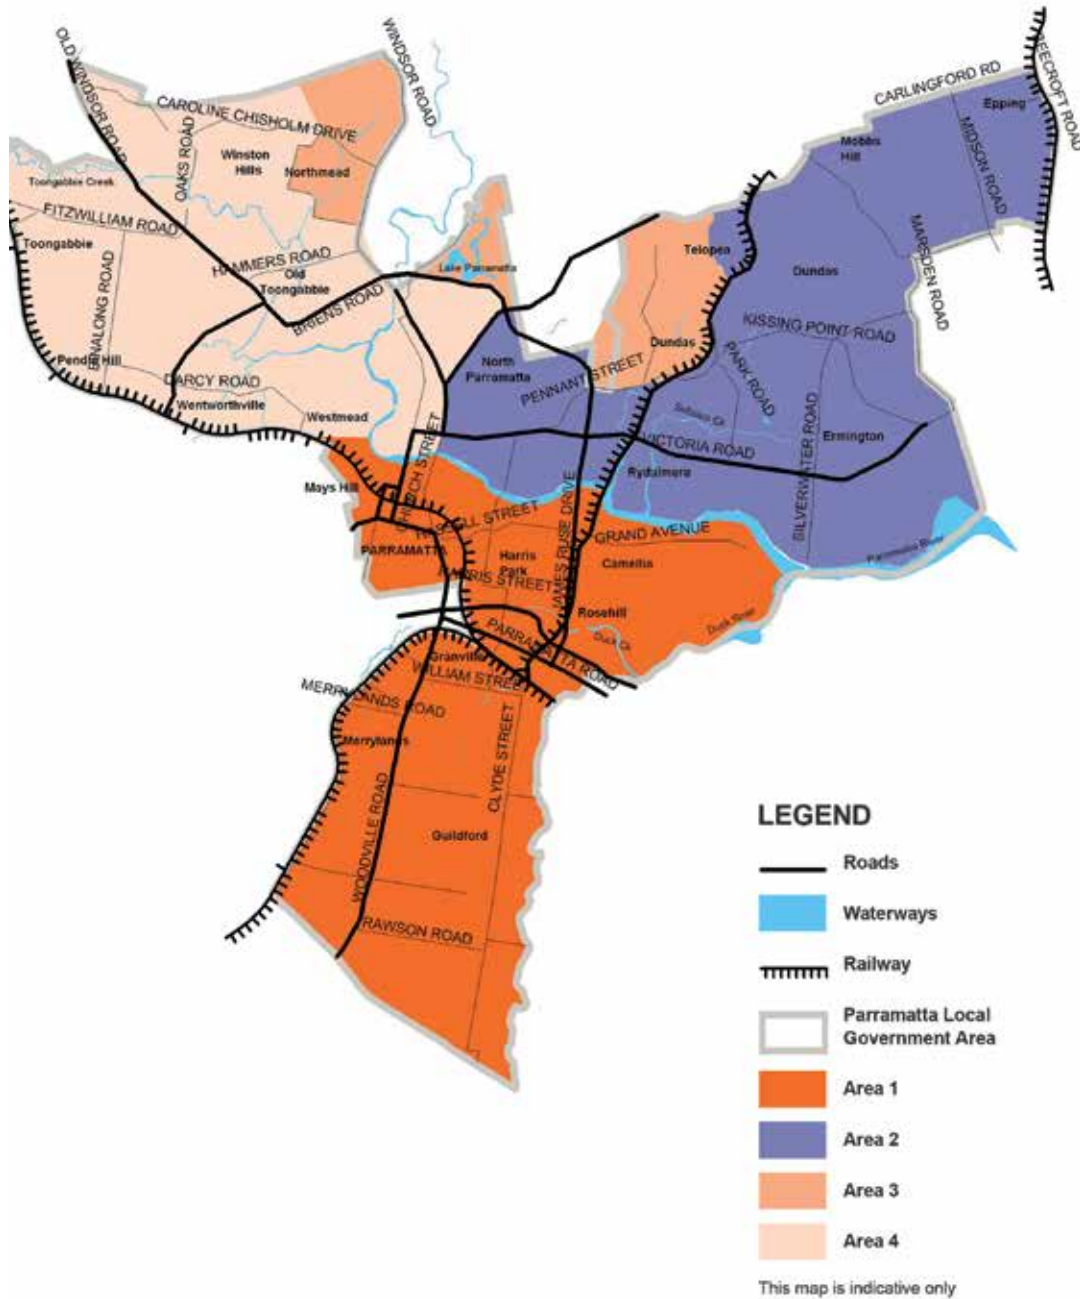 OLD WINDSOR ROAD
WINDSOR ROAD
BEECROFT ROAD
CARLINGFORD RD
Epping
CAROLINE CHISHOLM DRIVE
OAKS ROAD
MIDSON ROAD
Mobbs
Hill
Winston
Hills
Northmead
Toongabbie Creek
FITZWILLIAM ROAD
Toongabbie
MARSDEN ROAD
Telopea
HAMMERS ROAD
Lake Parramatta
Old
Toongabbie
Dundas
BINALONG ROAD
BRIENS ROAD
KISSING POINT ROAD
Dundas
Pendle Hill
North
Parramatta
PENNANT STREET
PARK ROAD
DARCY ROAD
Wentworthville
Westmead
Subiaco Ck
CHURCH STREET
VICTORIA ROAD
Ermington
SILVERWATER ROAD
Rydalmere
Mays Hill
HASSALL STREET
JAMES RUSE DRIVE
GRAND AVENUE
PARRAMATTA
Harris
Park
Camellia
Parramatta River
HARRIS STREET
Rosehill
Duck River
Duck Ck
PARRAMATTA ROAD
Granville
WILLIAM STREET
MERRYLANDS ROAD
Merrylands
CLYDE STREET
WOODVILLE ROAD
Guildford
RAWSON ROAD
LEGEND
Roads
Waterways
Railway
Parramatta Local
Government Area
Area 1
Area 2
Area 3
Area 4
This map is indicative only